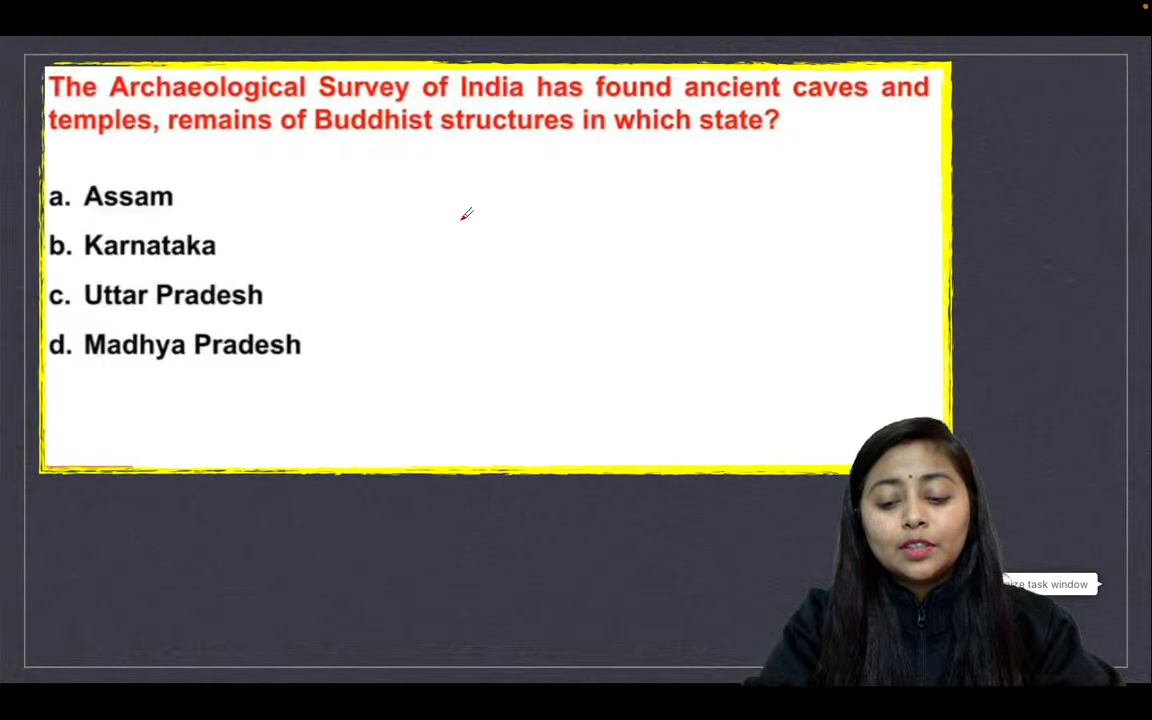 The Archaeological Survey of India has found ancient caves and
temples, remains of Buddhist structures in which state?
a. Assam
b. Karnataka
c. Uttar Pradesh
d. Madhya Pradesh
task window